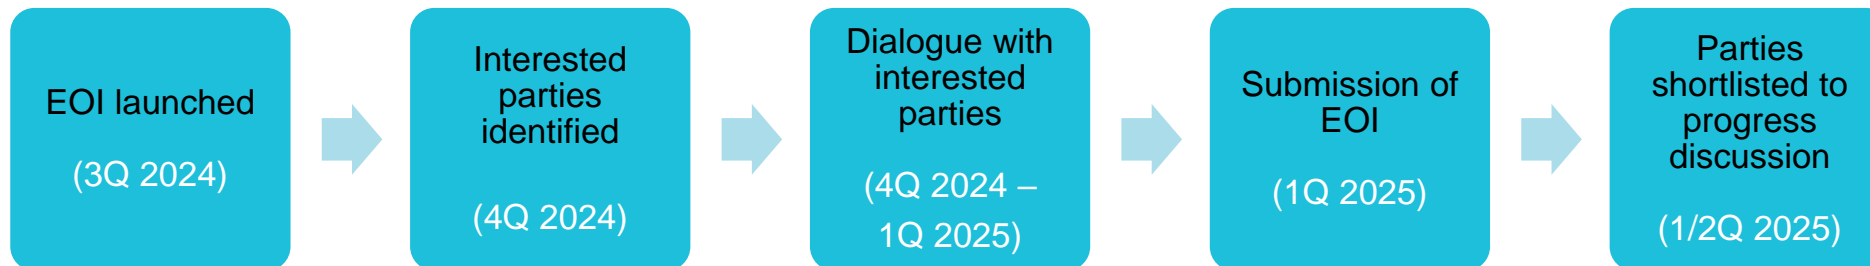 EOI launched
(3Q 2024)
Interested
parties
identified
(4Q 2024)
Dialogue with
interested
parties
(4Q 2024 –
1Q 2025)
Submission of
EOI
(1Q 2025)
Parties
shortlisted to
progress
discussion
(1/2Q 2025)